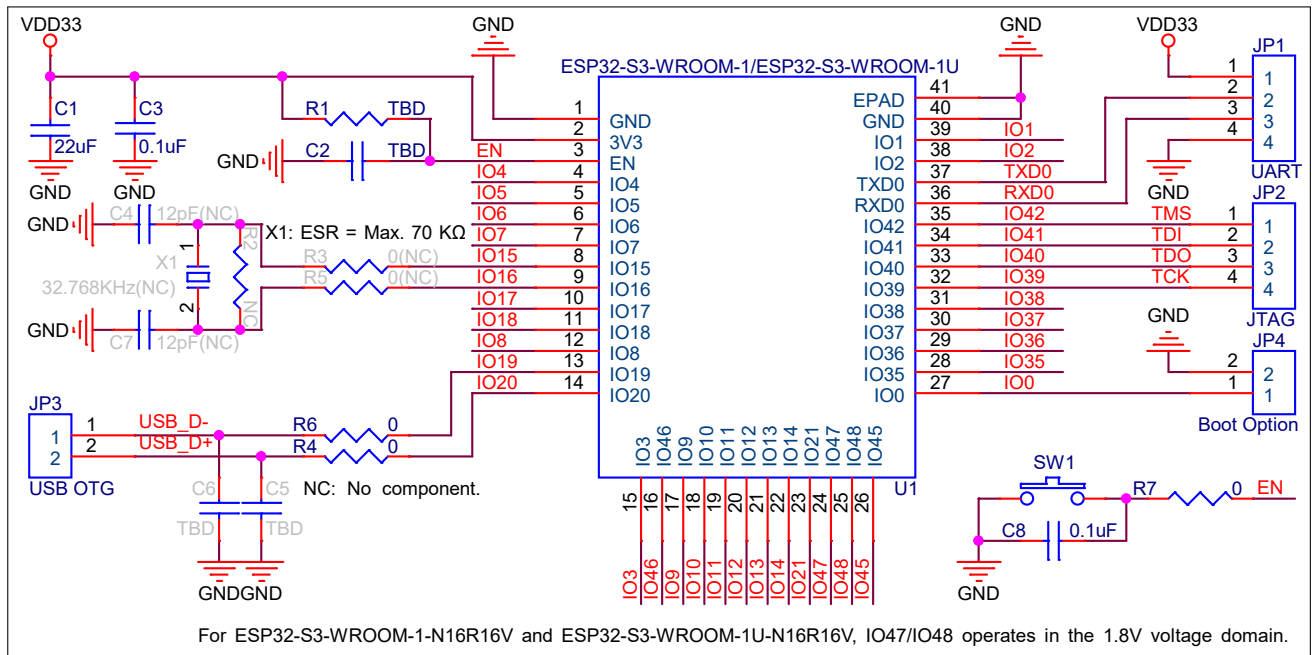 VDD33
GND
GND
VDD33
JP1
ESP32-S3-WROOM-1/ESP32-S3-WROOM-1U
C1
22uF
GND
C3
0.1uF
GND
R1
TBD
C2
TBD
GND
EN
IO4
IO5
IO6
IO7
IO15
IO16
IO17
IO18
IO8
IO19
IO20
1
2
3
4
5
6
7
8
9
10
11
12
13
14
GND
3V3
EN
IO4
IO5
IO6
IO7
IO15
IO16
IO17
IO18
IO8
IO19
IO20
EPAD
GND
IO1
IO2
TXD0
RXD0
IO42
IO41
IO40
IO39
IO38
IO37
IO36
IO35
IO0
41
40
39
38
37
36
35
34
33
32
31
30
29
28
27
IO1
IO2
TXD0
RXD0
IO42
IO41
IO40
IO39
IO38
IO37
IO36
IO35
IO0
1
2
3
4
1
2
3
4
GND
UART
JP2
TMS
TDI
TDO
TCK
1
2
3
4
1
2
3
4
JTAG
GND
JP4
2
1
2
1
Boot Option
GND
C4
12pF(NC)
X1
1
2
32.768KHz(NC)
R2
NC
X1: ESR = Max. 70 KΩ
R3
0(NC)
R5
0(NC)
GND
C7
12pF(NC)
JP3
1
2
1
2
USB OTG
USB_D-
USB_D+
R6
0
R4
0
C6
TBD
C5
TBD
GND
GND
NC: No component.
IO3
IO46
IO9
IO10
IO11
IO12
IO13
IO14
IO21
IO47
IO48
IO45
U1
15
16
17
18
19
20
21
22
23
24
25
26
IO3
IO46
IO9
IO10
IO11
IO12
IO13
IO14
IO21
IO47
IO48
IO45
SW1
R7
0
EN
C8
0.1uF
GND
For ESP32-S3-WROOM-1-N16R16V and ESP32-S3-WROOM-1U-N16R16V, IO47/IO48 operates in the 1.8V voltage domain.